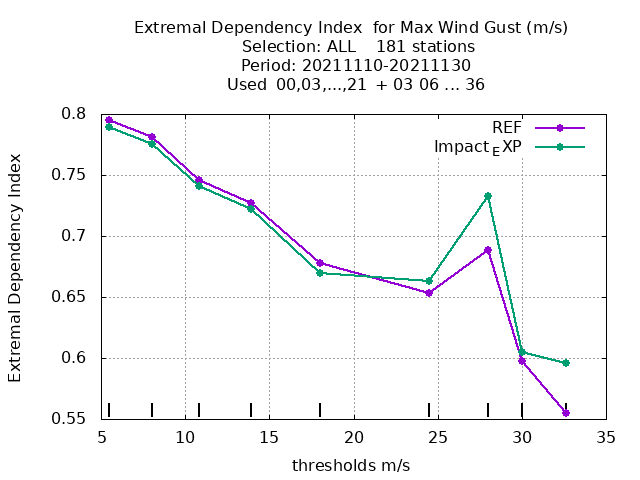 Extremal Dependency Index  for Max Wind Gust (m/s)
Selection: ALL    181 stations
Period: 20211110-20211130
Used  00,03,...,21  + 03 06 ... 36
REF
Impact_EXP
Extremal Dependency Index
0.8
0.75
0.7
0.65
0.6
0.55
5 10 15 20 25 30 35
thresholds m/s